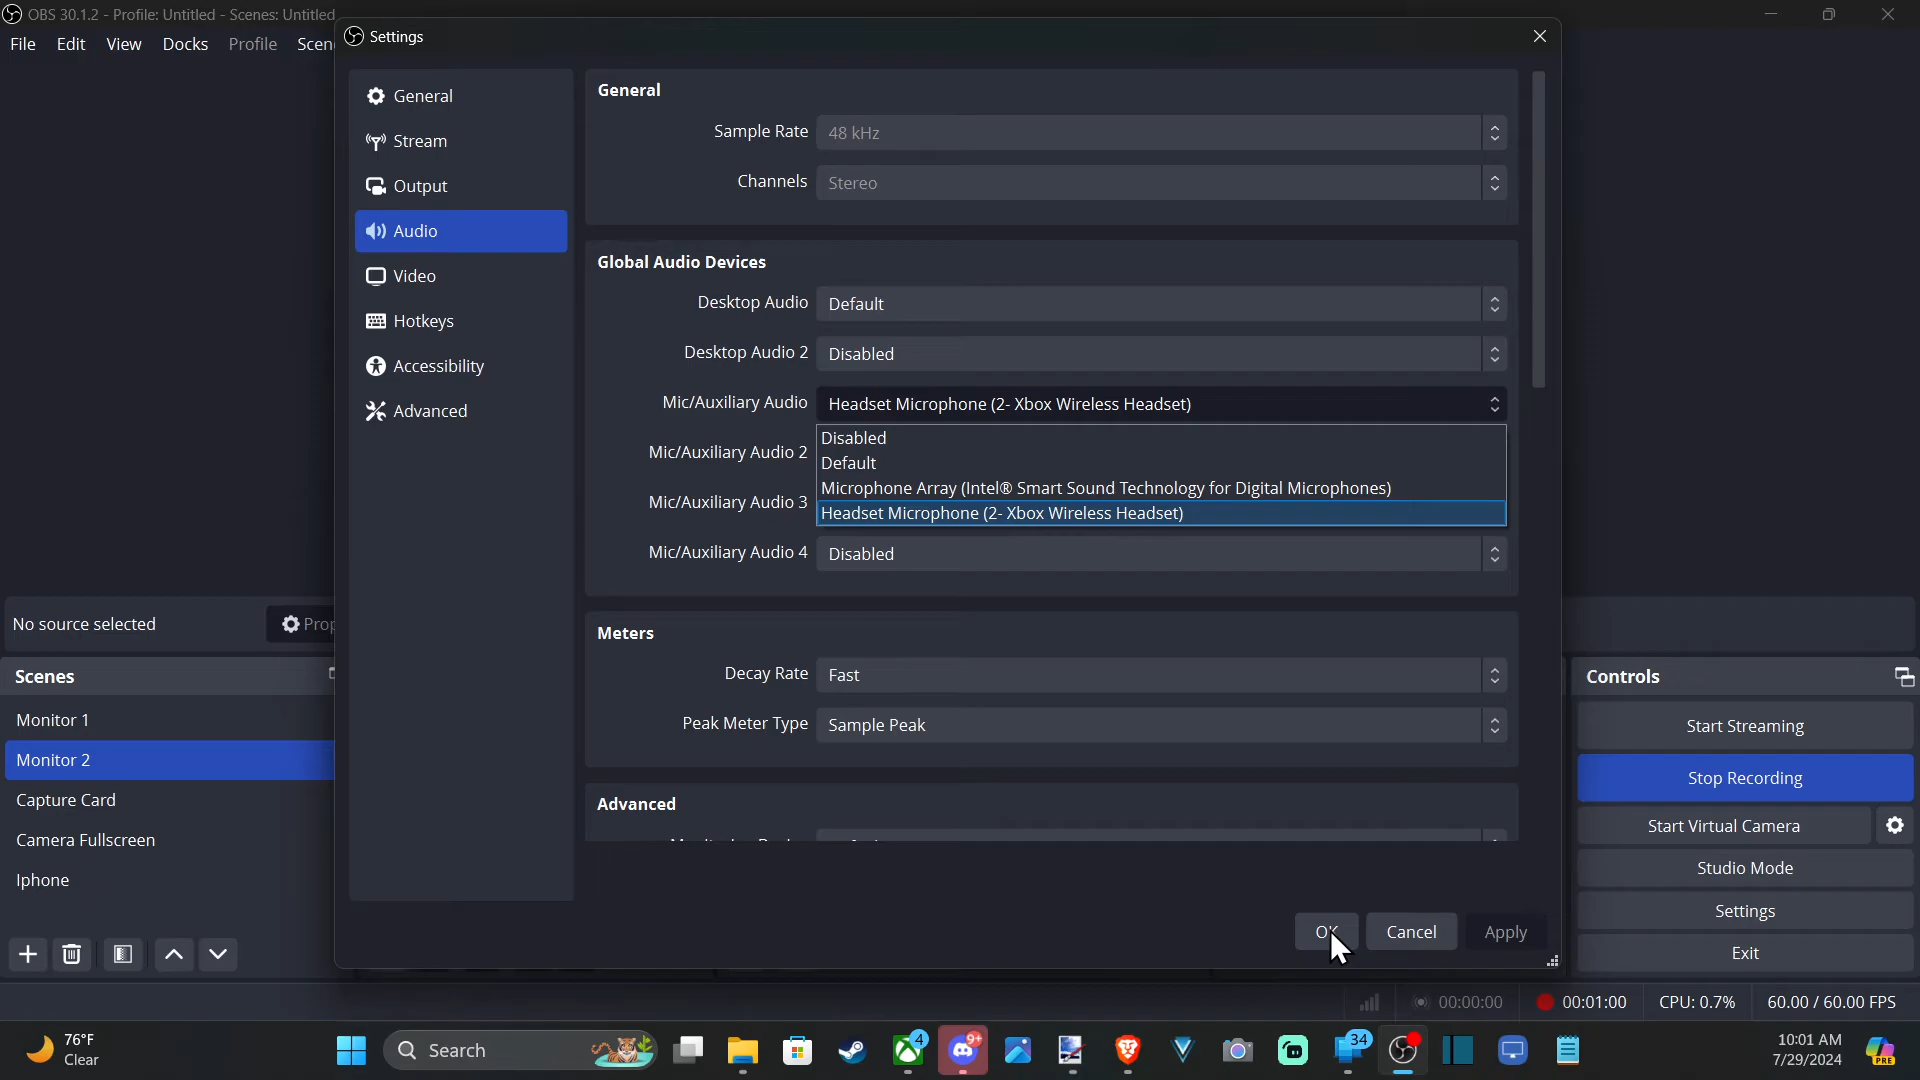 OBS 30.1.2 - Profile: Untitled - Scenes: Untitled
File Edit View Docks Profile Scen
Settings
General
Stream
Output
Audio
Video
Hotkeys
Accessibility
Advanced
General
Sample Rate 48 kHz
Channels Stereo
Global Audio Devices
Desktop Audio Default
Desktop Audio 2 Disabled
Mic/Auxiliary Audio Headset Microphone (2- Xbox Wireless Headset)
Disabled
Default
Microphone Array (Intel® Smart Sound Technology for Digital Microphones)
Headset Microphone (2- Xbox Wireless Headset)
Mic/Auxiliary Audio 2
Mic/Auxiliary Audio 3
Mic/Auxiliary Audio 4 Disabled
Meters
Decay Rate Fast
Peak Meter Type Sample Peak
Advanced
OK Cancel Apply
No source selected
Prop
Scenes
Monitor 1
Monitor 2
Capture Card
Camera Fullscreen
Iphone
Controls
Start Streaming
Stop Recording
Start Virtual Camera
Studio Mode
Settings
Exit
00:00:00 00:01:00 CPU: 0.7% 60.00 / 60.00 FPS
76°F
Clear
Search
4
9+
34
10:01 AM
7/29/2024
PRE